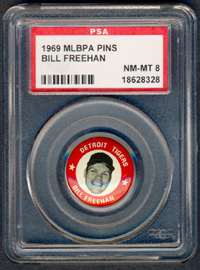 PSA
1969 MLBPA PINS
BILL FREEHAN
NM-MT 8
18628328
DETROIT TIGERS
BILL FREEHAN